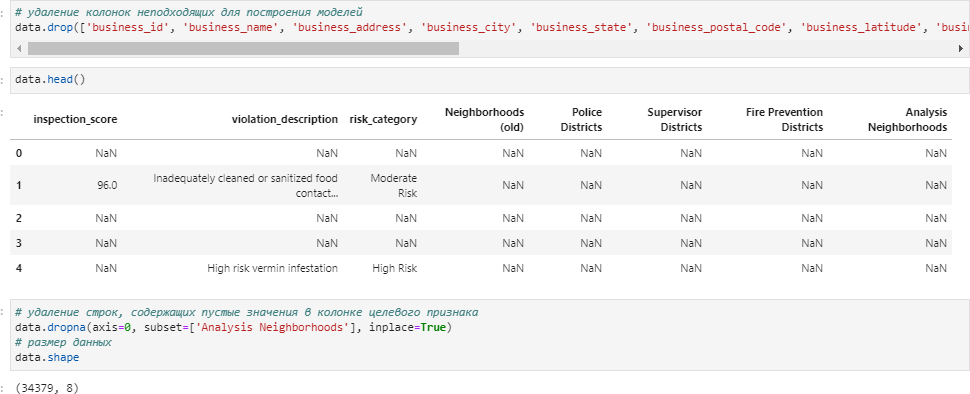 # удаление колонок неподходящих для построения моделей
data.drop(['business_id', 'business_name', 'business_address', 'business_city', 'business_state', 'business_postal_code', 'business_latitude', 'busi
data.head()
inspection_score violation_description risk_category Neighborhoods (old) Police Districts Supervisor Districts Fire Prevention Districts Analysis Neighborhoods
0 NaN NaN NaN NaN NaN NaN NaN NaN
1 96.0 Inadequately cleaned or sanitized food contact... Moderate Risk NaN NaN NaN NaN NaN
2 NaN NaN NaN NaN NaN NaN NaN NaN
3 NaN NaN NaN NaN NaN NaN NaN NaN
4 NaN High risk vermin infestation High Risk NaN NaN NaN NaN NaN
# удаление строк, содержащих пустые значения в колонке целевого признака
data.dropna(axis=0, subset=['Analysis Neighborhoods'], inplace=True)
# размер данных
data.shape
(34379, 8)